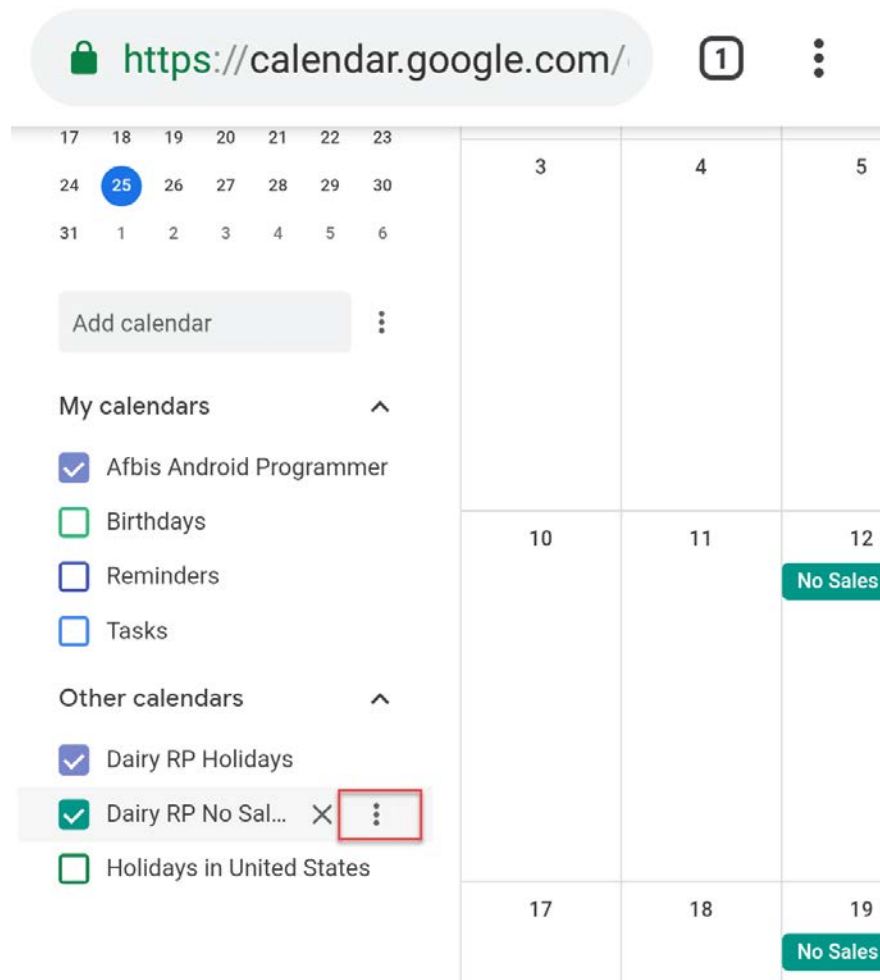 https://calendar.google.com/
1
17 18 19 20 21 22 23
24 25 26 27 28 29 30
31 1 2 3 4 5 6
Add calendar
My calendars
Afbis Android Programmer
Birthdays
Reminders
Tasks
Other calendars
Dairy RP Holidays
Dairy RP No Sal...
Holidays in United States
3 4 5
10 11 12
No Sales
17 18 19
No Sales